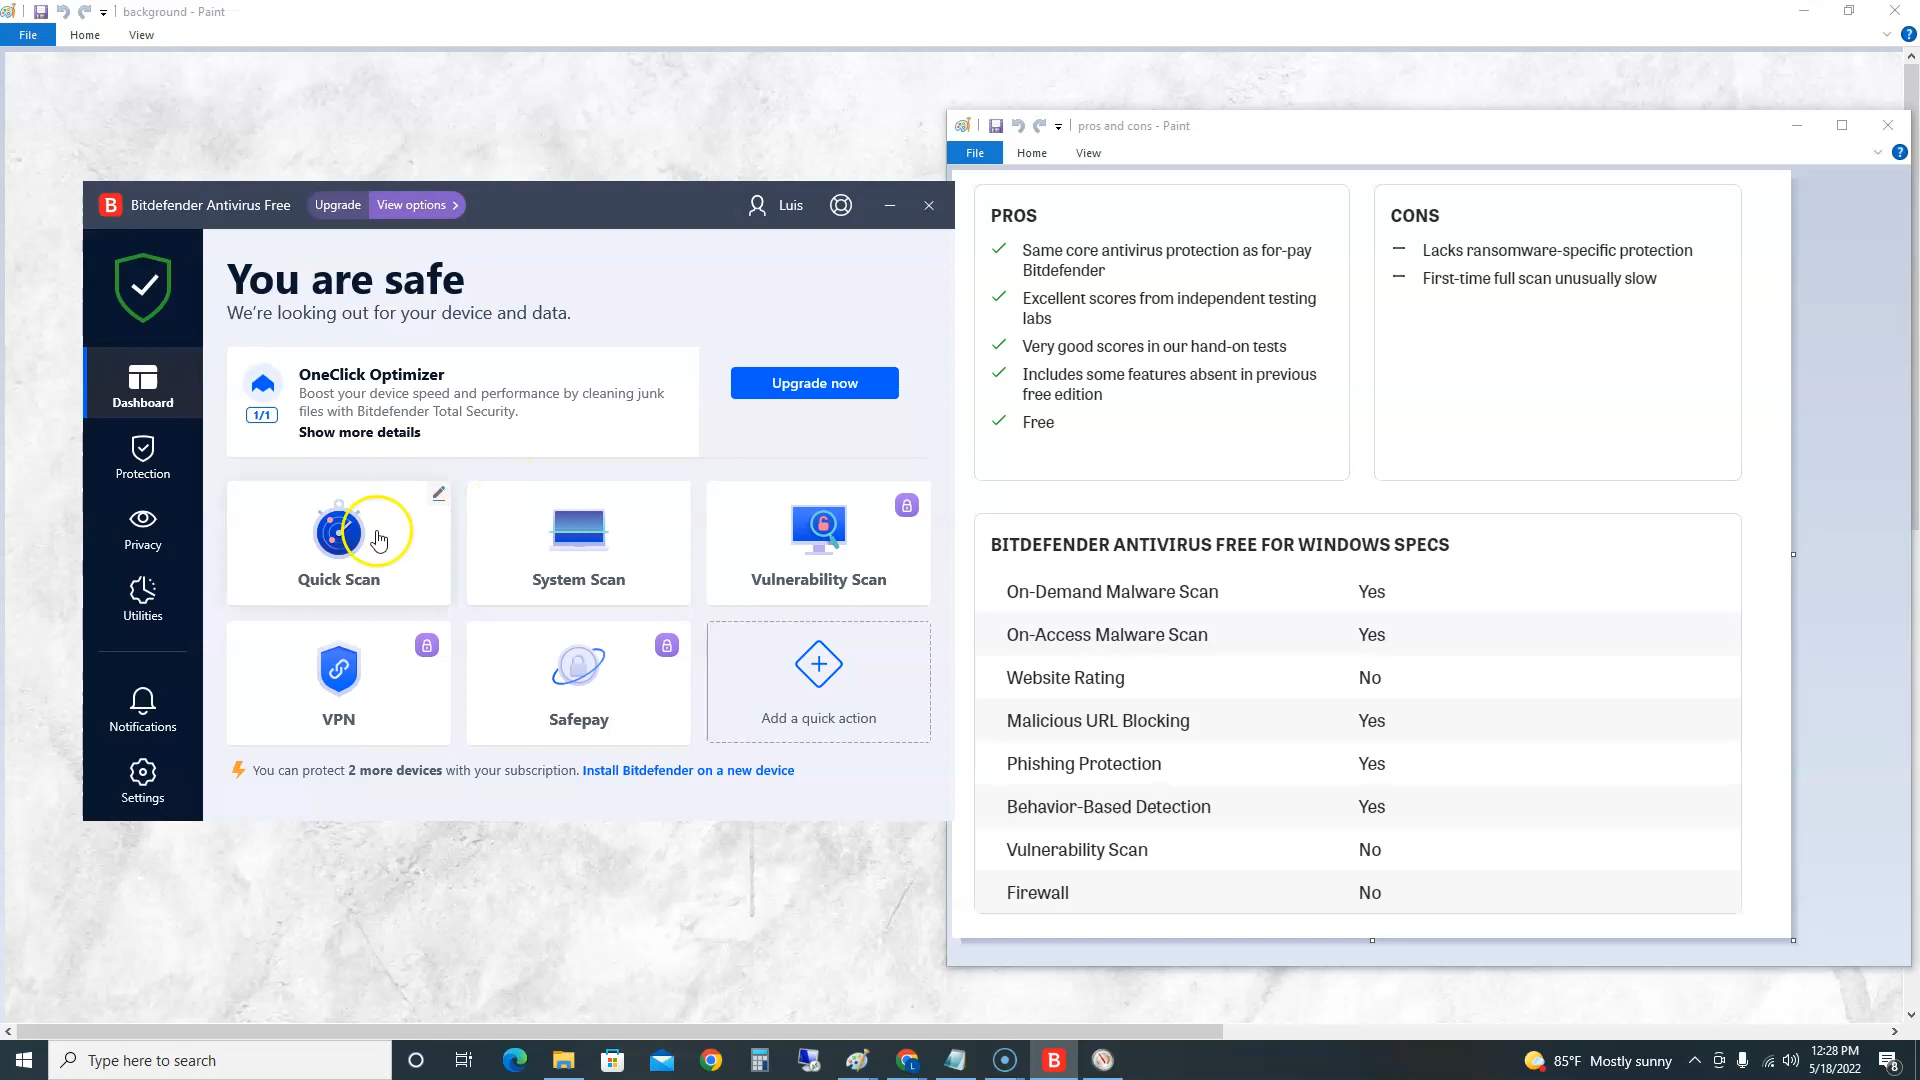 background - Paint
File
Home
View
?
pros and cons - Paint
File
Home
View
?
B
Bitdefender Antivirus Free
Upgrade
View options
Luis
You are safe
We're looking out for your device and data.
OneClick Optimizer
Boost your device speed and performance by cleaning junk
files with Bitdefender Total Security.
1/1
Show more details
Upgrade now
Dashboard
Protection
Privacy
Utilities
Notifications
Settings
Quick Scan
System Scan
Vulnerability Scan
VPN
Safepay
Add a quick action
You can protect 2 more devices with your subscription. Install Bitdefender on a new device
PROS
Same core antivirus protection as for-pay
Bitdefender
Excellent scores from independent testing
labs
Very good scores in our hand-on tests
Includes some features absent in previous
free edition
Free
CONS
Lacks ransomware-specific protection
First-time full scan unusually slow
BITDEFENDER ANTIVIRUS FREE FOR WINDOWS SPECS
On-Demand Malware Scan Yes
On-Access Malware Scan Yes
Website Rating No
Malicious URL Blocking Yes
Phishing Protection Yes
Behavior-Based Detection Yes
Vulnerability Scan No
Firewall No
Type here to search
L
B
85°F Mostly sunny
12:28 PM
5/18/2022
8